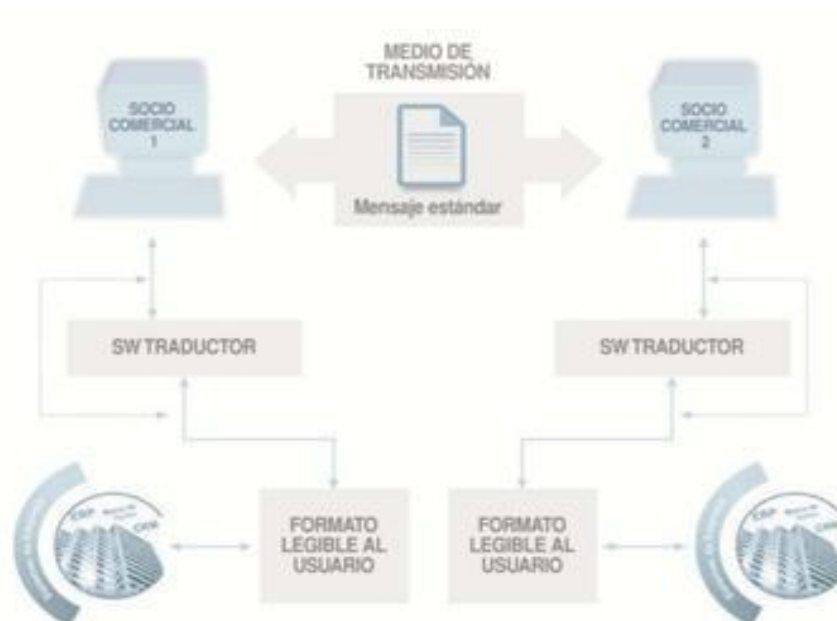 MEDIO DE
TRANSMISIÓN
SOCIO
COMERCIAL
1
SOCIO
COMERCIAL
2
Mensaje estándar
SW TRADUCTOR
SW TRADUCTOR
FORMATO
LEGIBLE AL
USUARIO
FORMATO
LEGIBLE AL
USUARIO
ERP
CRM
ERP